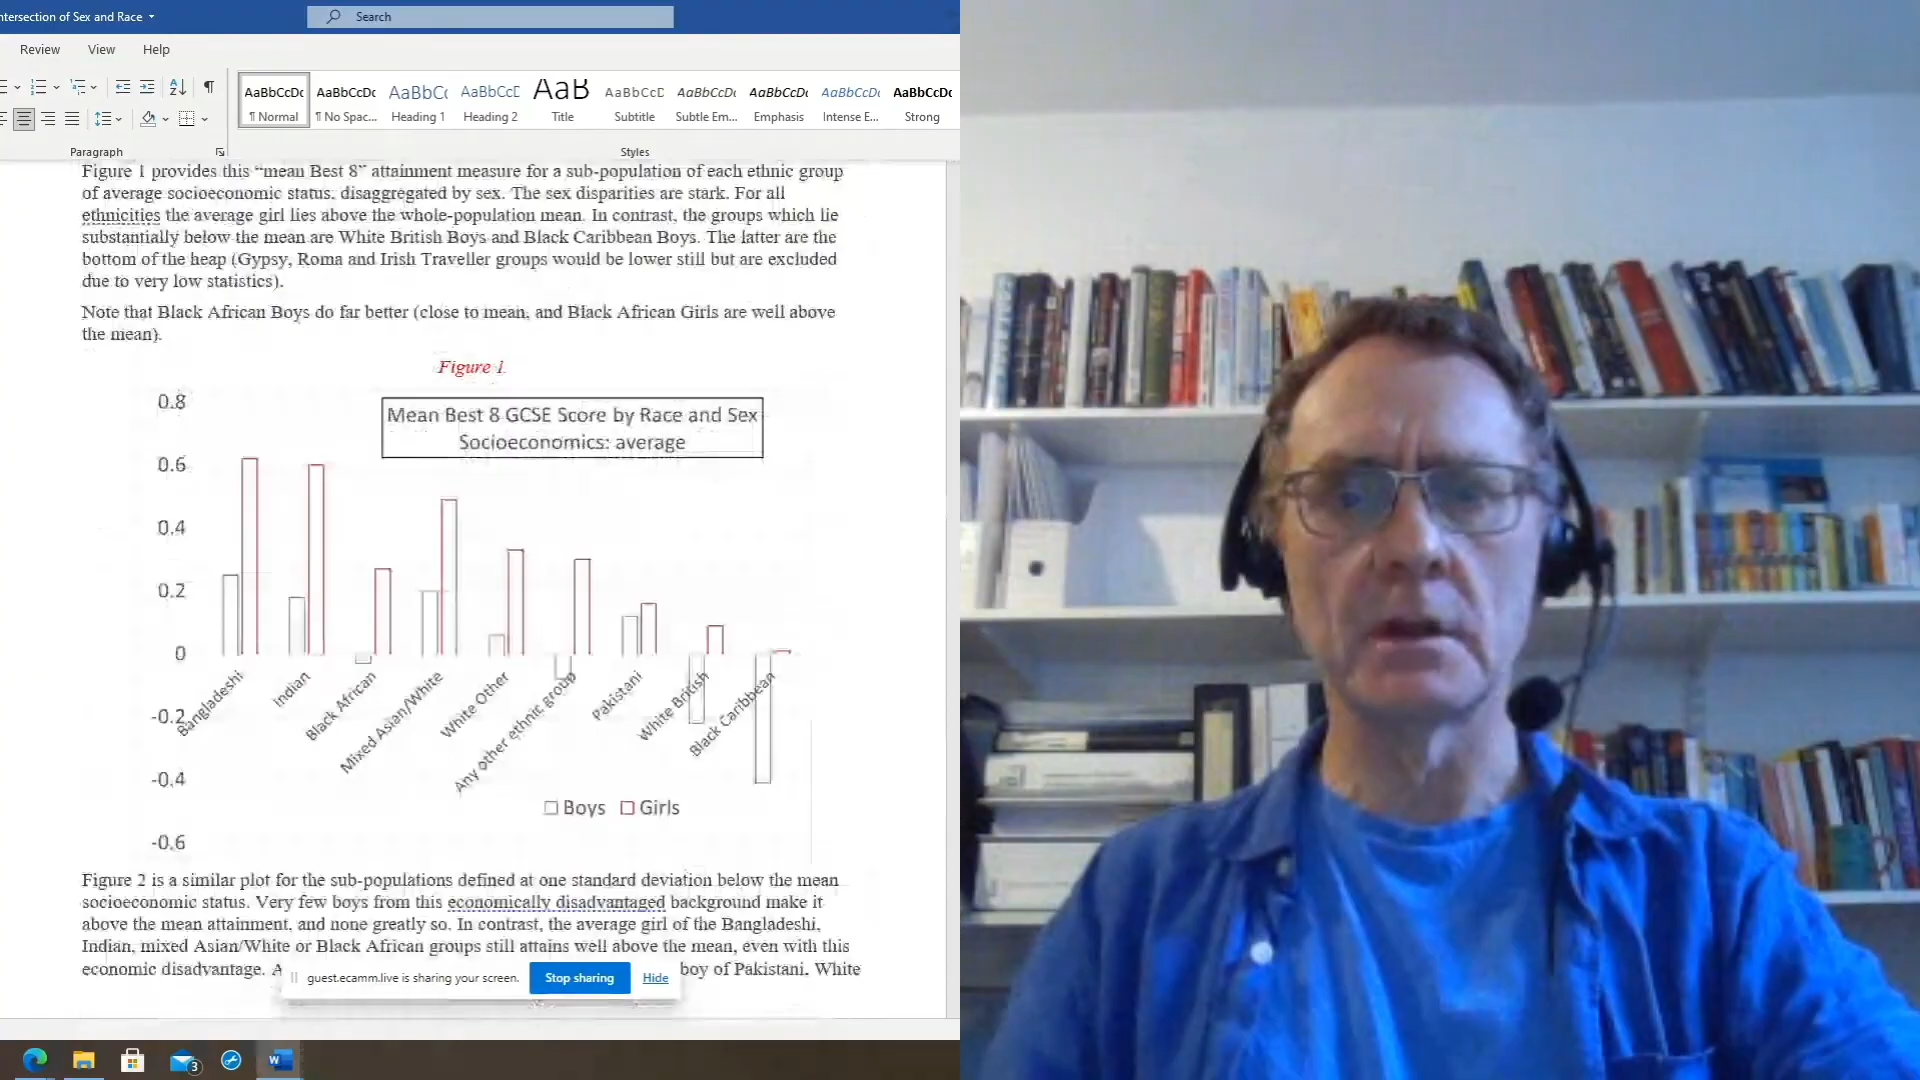 ntersection of Sex and Race
Search
Review View Help
AaBbCcDc AaBbCcDc AaBbCc AaBbCcD AaB AaBbCcD AaBbCcDc AaBbCcDc AaBbCcDc AaBbCcDc
¶ Normal ¶ No Spac... Heading 1 Heading 2 Title Subtitle Subtle Em... Emphasis Intense E... Strong
Paragraph Styles
Figure 1 provides this “mean Best 8” attainment measure for a sub-population of each ethnic group
of average socioeconomic status, disaggregated by sex. The sex disparities are stark. For all
ethnicities the average girl lies above the whole-population mean. In contrast, the groups which lie
substantially below the mean are White British Boys and Black Caribbean Boys. The latter are the
bottom of the heap (Gypsy, Roma and Irish Traveller groups would be lower still but are excluded
due to very low statistics).
Note that Black African Boys do far better (close to mean, and Black African Girls are well above
the mean).
Figure 1.
Mean Best 8 GCSE Score by Race and Sex
Socioeconomics: average
0.8
0.6
0.4
0.2
0
-0.2
-0.4
-0.6
Bangladeshi
Indian
Black African
Mixed Asian/White
White Other
Any other ethnic group
Pakistani
White British
Black Caribbean
Boys Girls
Figure 2 is a similar plot for the sub-populations defined at one standard deviation below the mean
socioeconomic status. Very few boys from this economically disadvantaged background make it
above the mean attainment, and none greatly so. In contrast, the average girl of the Bangladeshi,
Indian, mixed Asian/White or Black African groups still attains well above the mean, even with this
economic disadvantage. A boy of Pakistani, White
guest.ecamm.live is sharing your screen. Stop sharing Hide
3